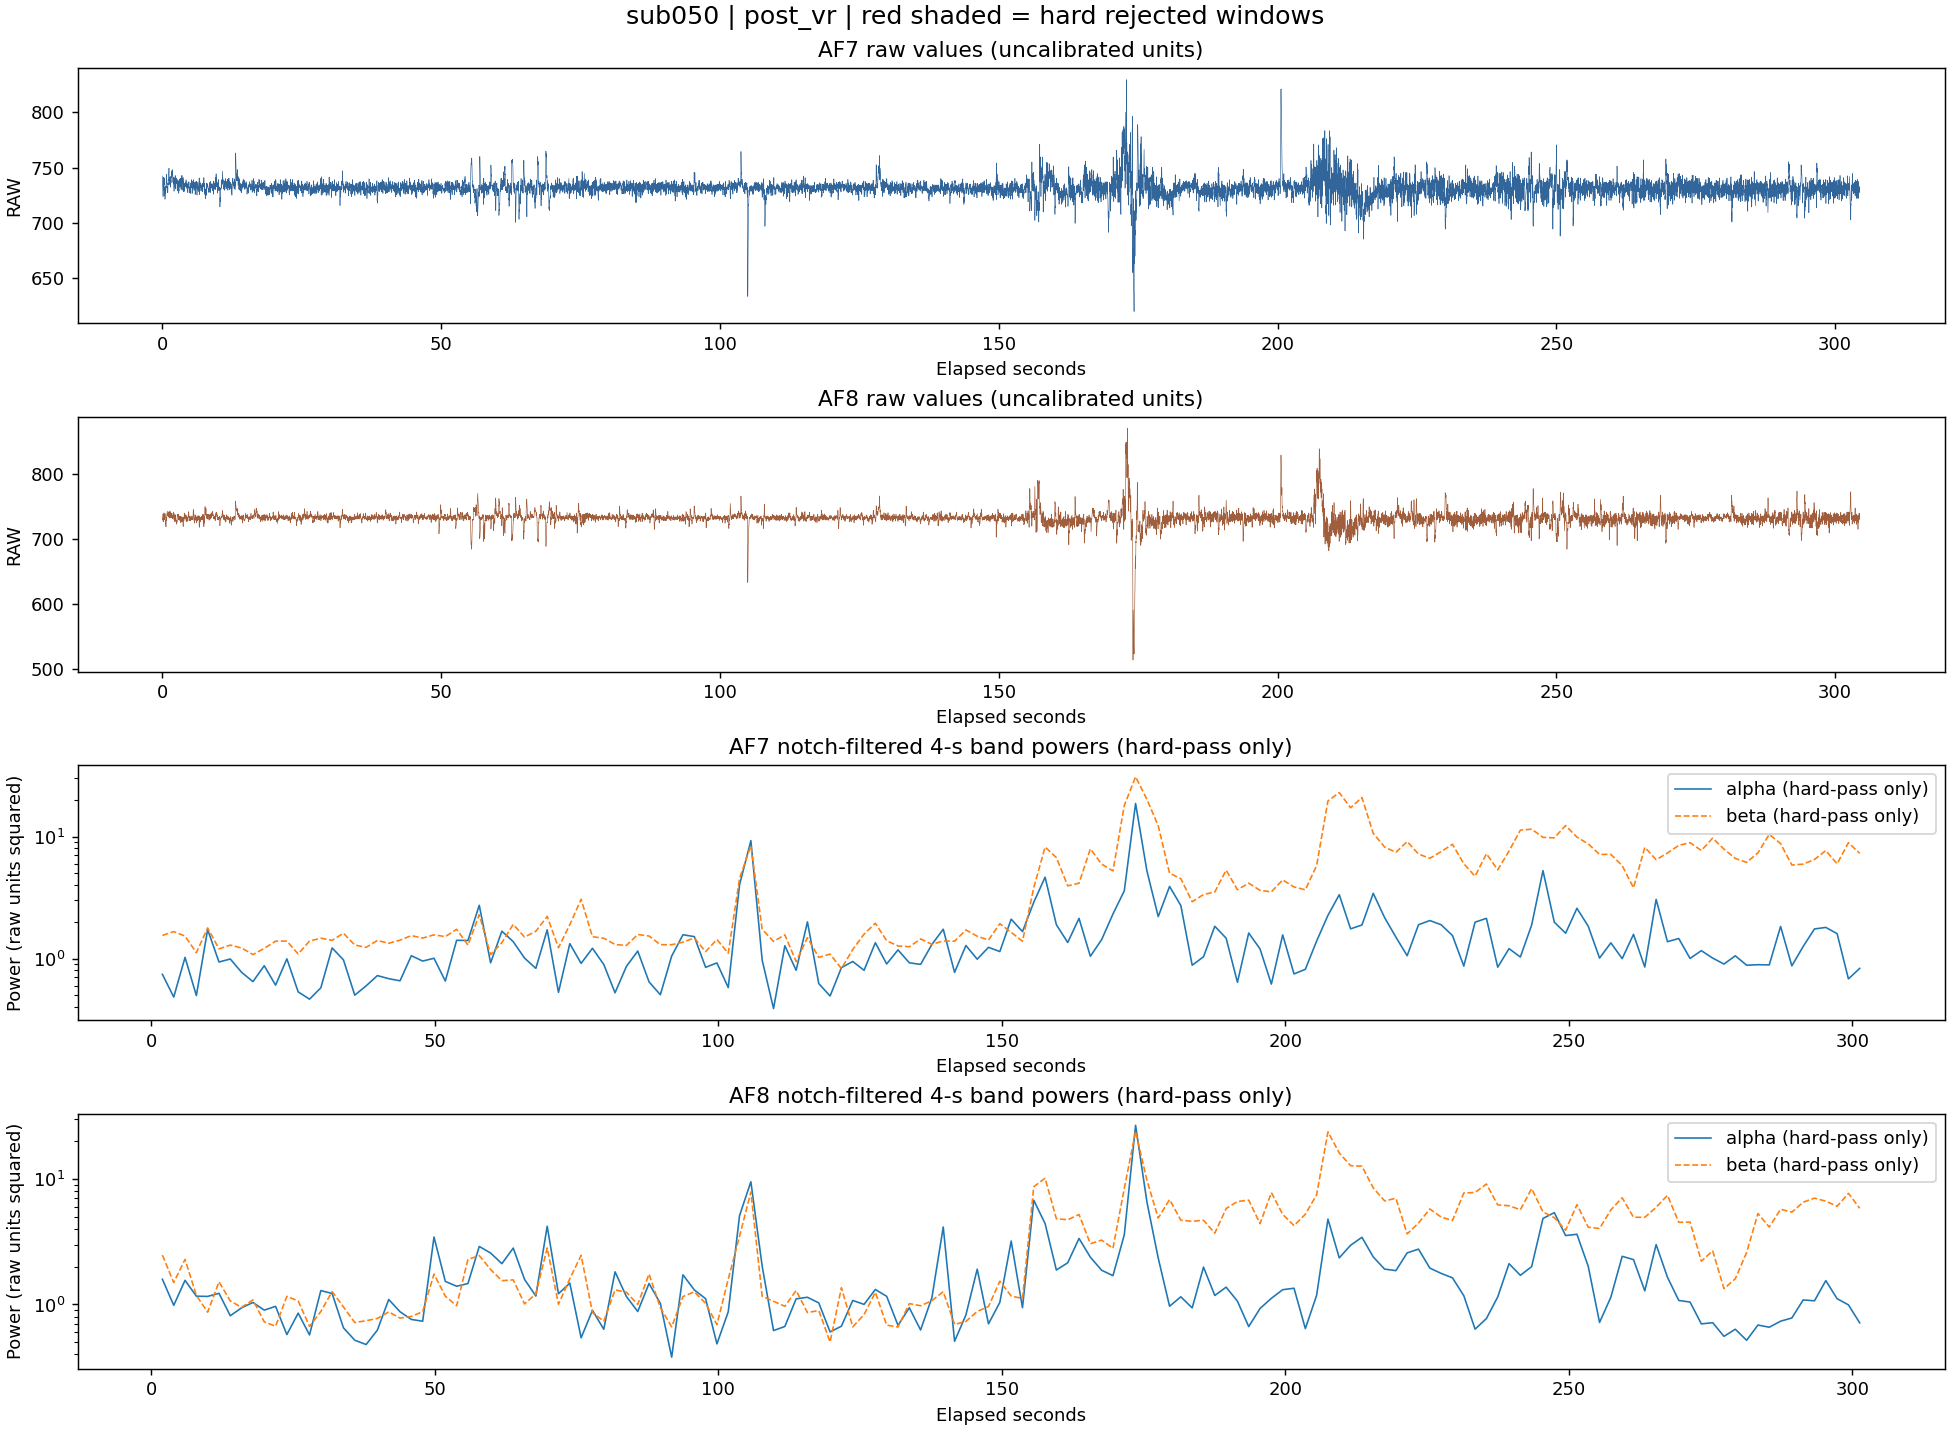 sub050 | post_vr | red shaded = hard rejected windows
AF7 raw values (uncalibrated units)
RAW
800
750
700
650
0 50 100 150 200 250 300
Elapsed seconds
AF8 raw values (uncalibrated units)
RAW
800
700
600
500
0 50 100 150 200 250 300
Elapsed seconds
AF7 notch-filtered 4-s band powers (hard-pass only)
Power (raw units squared)
10¹
10⁰
alpha (hard-pass only)
beta (hard-pass only)
0 50 100 150 200 250 300
Elapsed seconds
AF8 notch-filtered 4-s band powers (hard-pass only)
Power (raw units squared)
10¹
10⁰
alpha (hard-pass only)
beta (hard-pass only)
0 50 100 150 200 250 300
Elapsed seconds